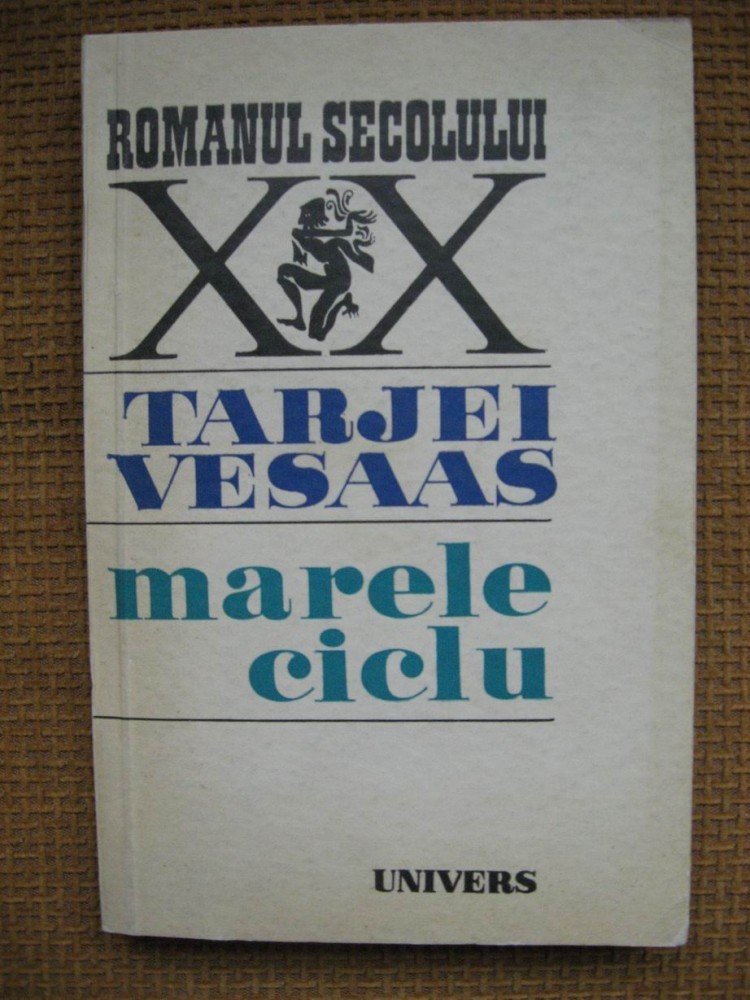 ROMANUL SECOLULUI
XX
TARJEI
VESAAS
marele
ciclu
UNIVERS